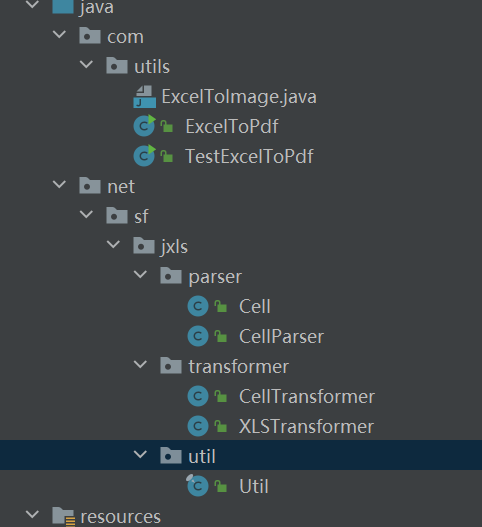 java
com
utils
ExcelToImage.java
ExcelToPdf
TestExcelToPdf
net
sf
jxls
parser
Cell
CellParser
transformer
CellTransformer
XLSTransformer
util
Util
resources